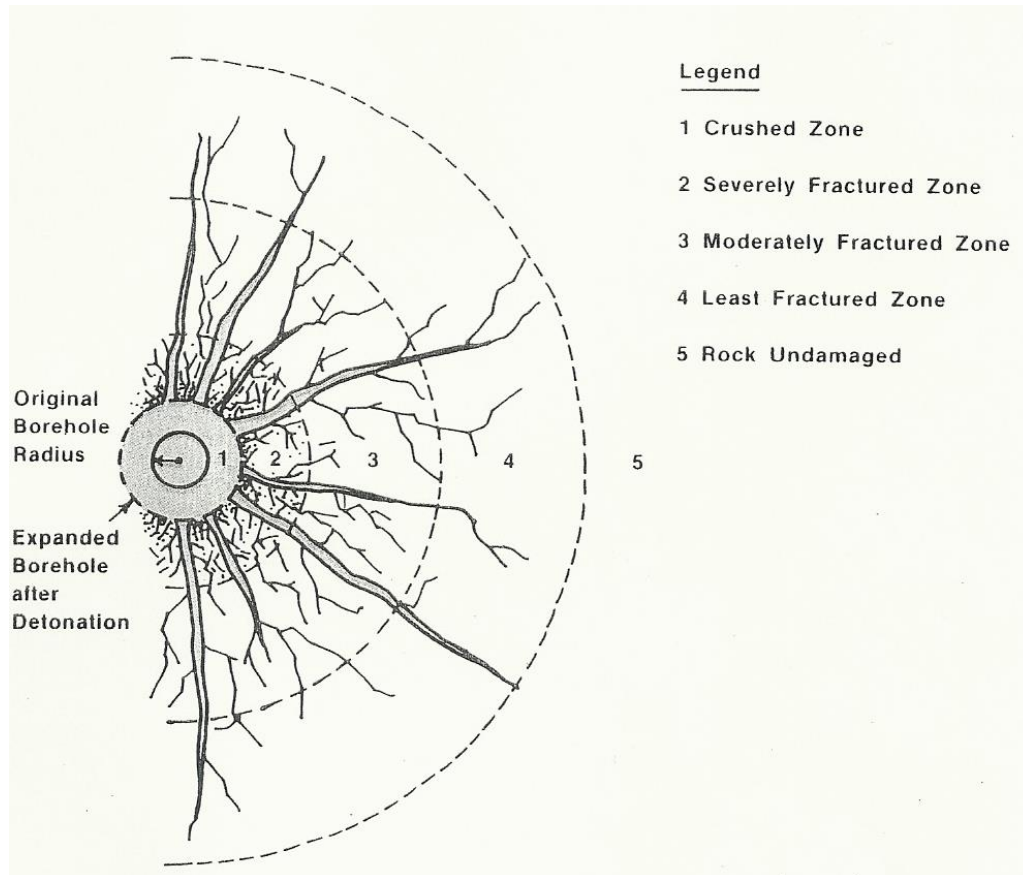 Legend
1 Crushed Zone
2 Severely Fractured Zone
3 Moderately Fractured Zone
4 Least Fractured Zone
5 Rock Undamaged
Original
Borehole
Radius
1
2
3
4
5
Expanded
Borehole
after
Detonation